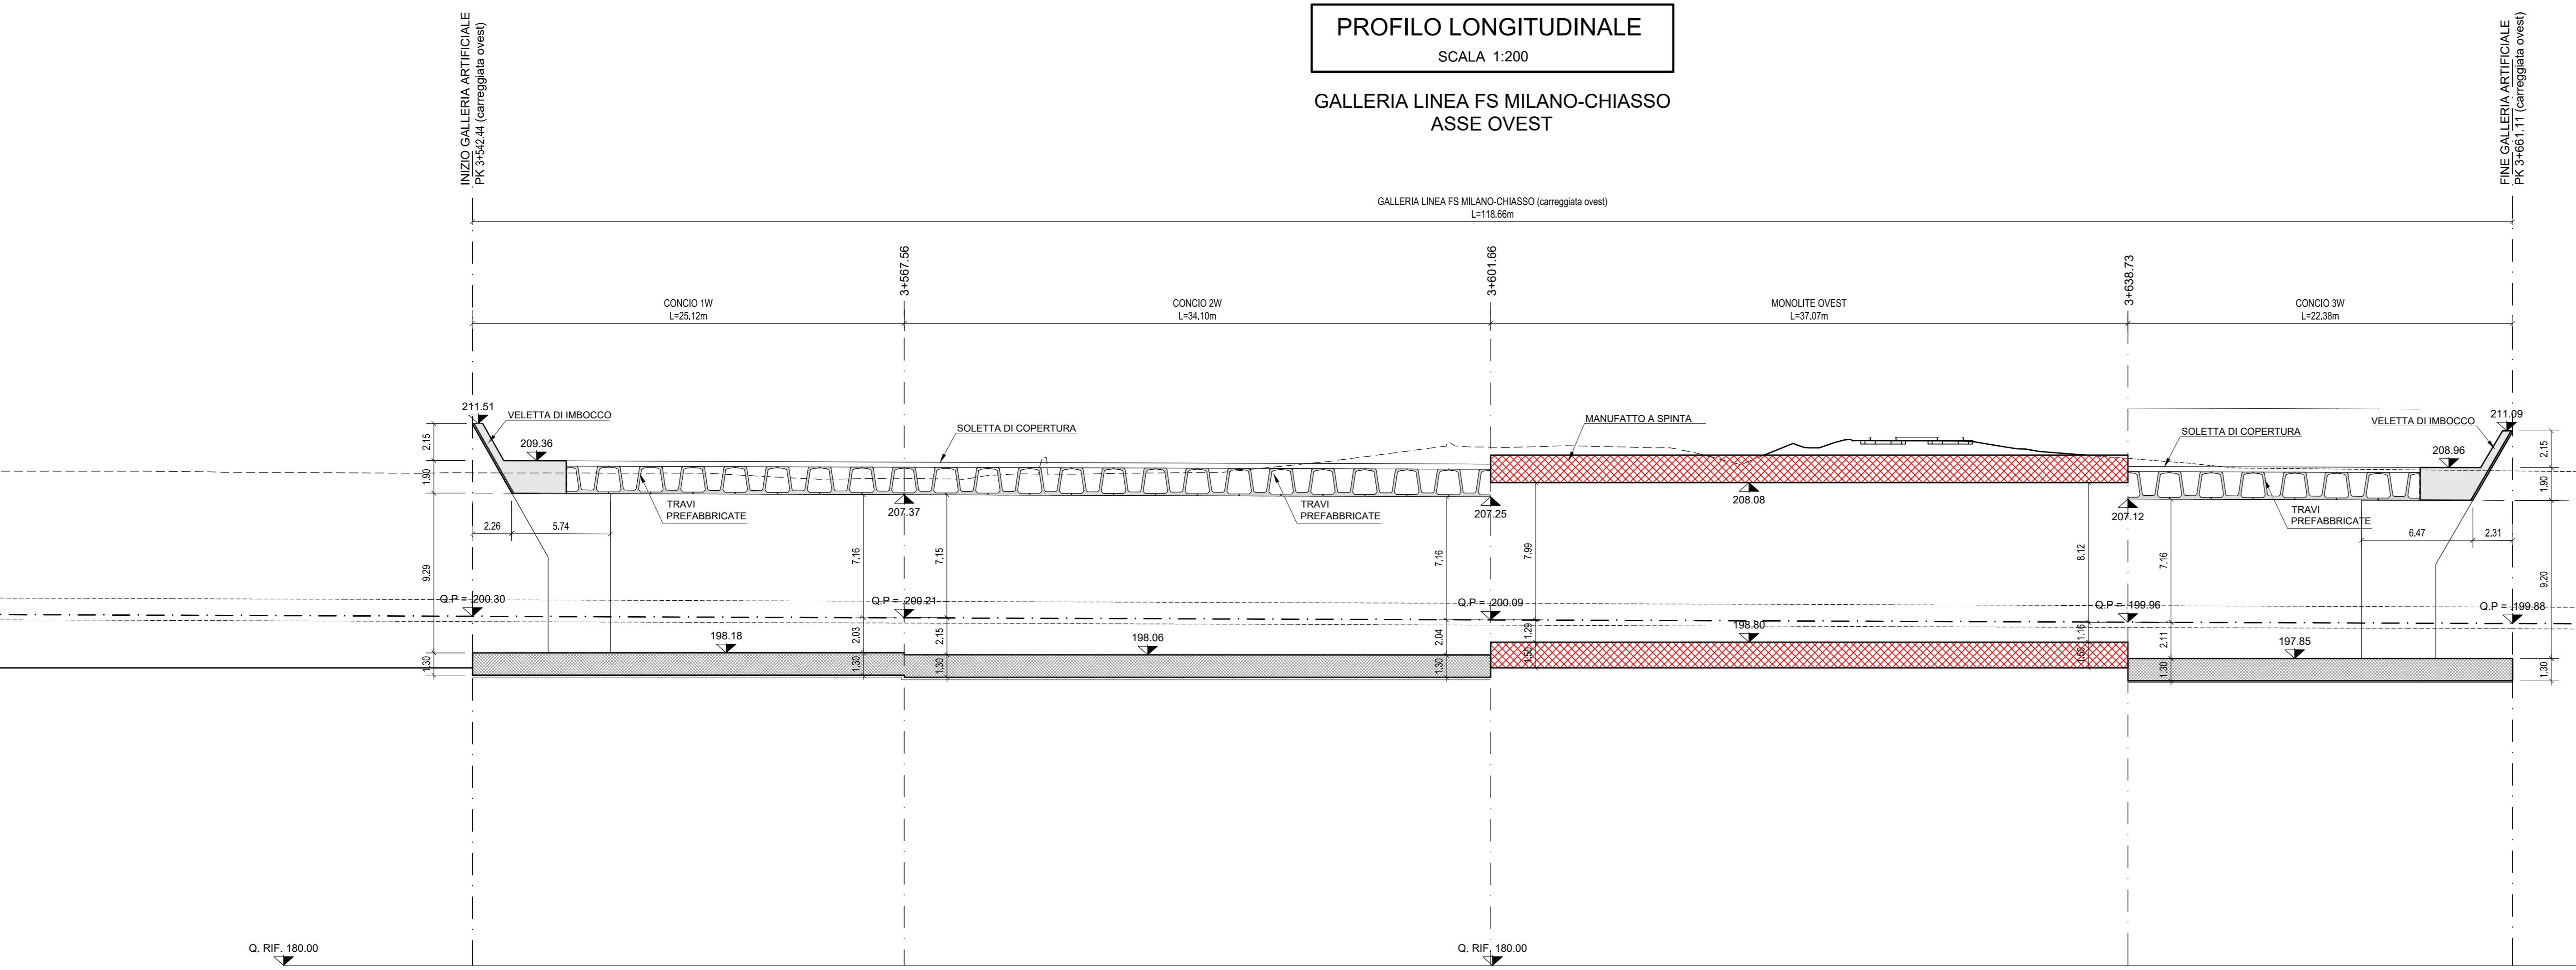 PROFILO LONGITUDINALE
SCALA 1:200
GALLERIA LINEA FS MILANO-CHIASSO
ASSE OVEST
INIZIO GALLERIA ARTIFICIALE
PK 3+542.44 (carreggiata ovest)
FINE GALLERIA ARTIFICIALE
PK 3+661.11 (carreggiata ovest)
GALLERIA LINEA FS MILANO-CHIASSO (carreggiata ovest)
L=118.66m
3+567.56
3+601.66
3+638.73
CONCIO 1W
L=25.12m
CONCIO 2W
L=34.10m
MONOLITE OVEST
L=37.07m
CONCIO 3W
L=22.38m
211.51
VELETTA DI IMBOCCO
209.36
SOLETTA DI COPERTURA
MANUFATTO A SPINTA
SOLETTA DI COPERTURA
VELETTA DI IMBOCCO
211.09
208.96
2.15
1.90
9.29
1.30
2.15
1.90
9.20
1.30
TRAVI
PREFABBRICATE
207.37
TRAVI
PREFABBRICATE
207.25
208.08
207.12
TRAVI
PREFABBRICATE
2.26
5.74
6.47
2.31
7.16
7.15
7.16
7.99
8.12
7.16
Q.P = 200.30
Q.P = 200.21
Q.P = 200.09
Q.P = 199.96
Q.P = 199.88
198.18
2.03
2.15
198.06
2.04
1.29
198.80
1.16
2.11
197.85
1.30
1.30
1.30
1.50
1.50
1.30
Q. RIF. 180.00
Q. RIF. 180.00